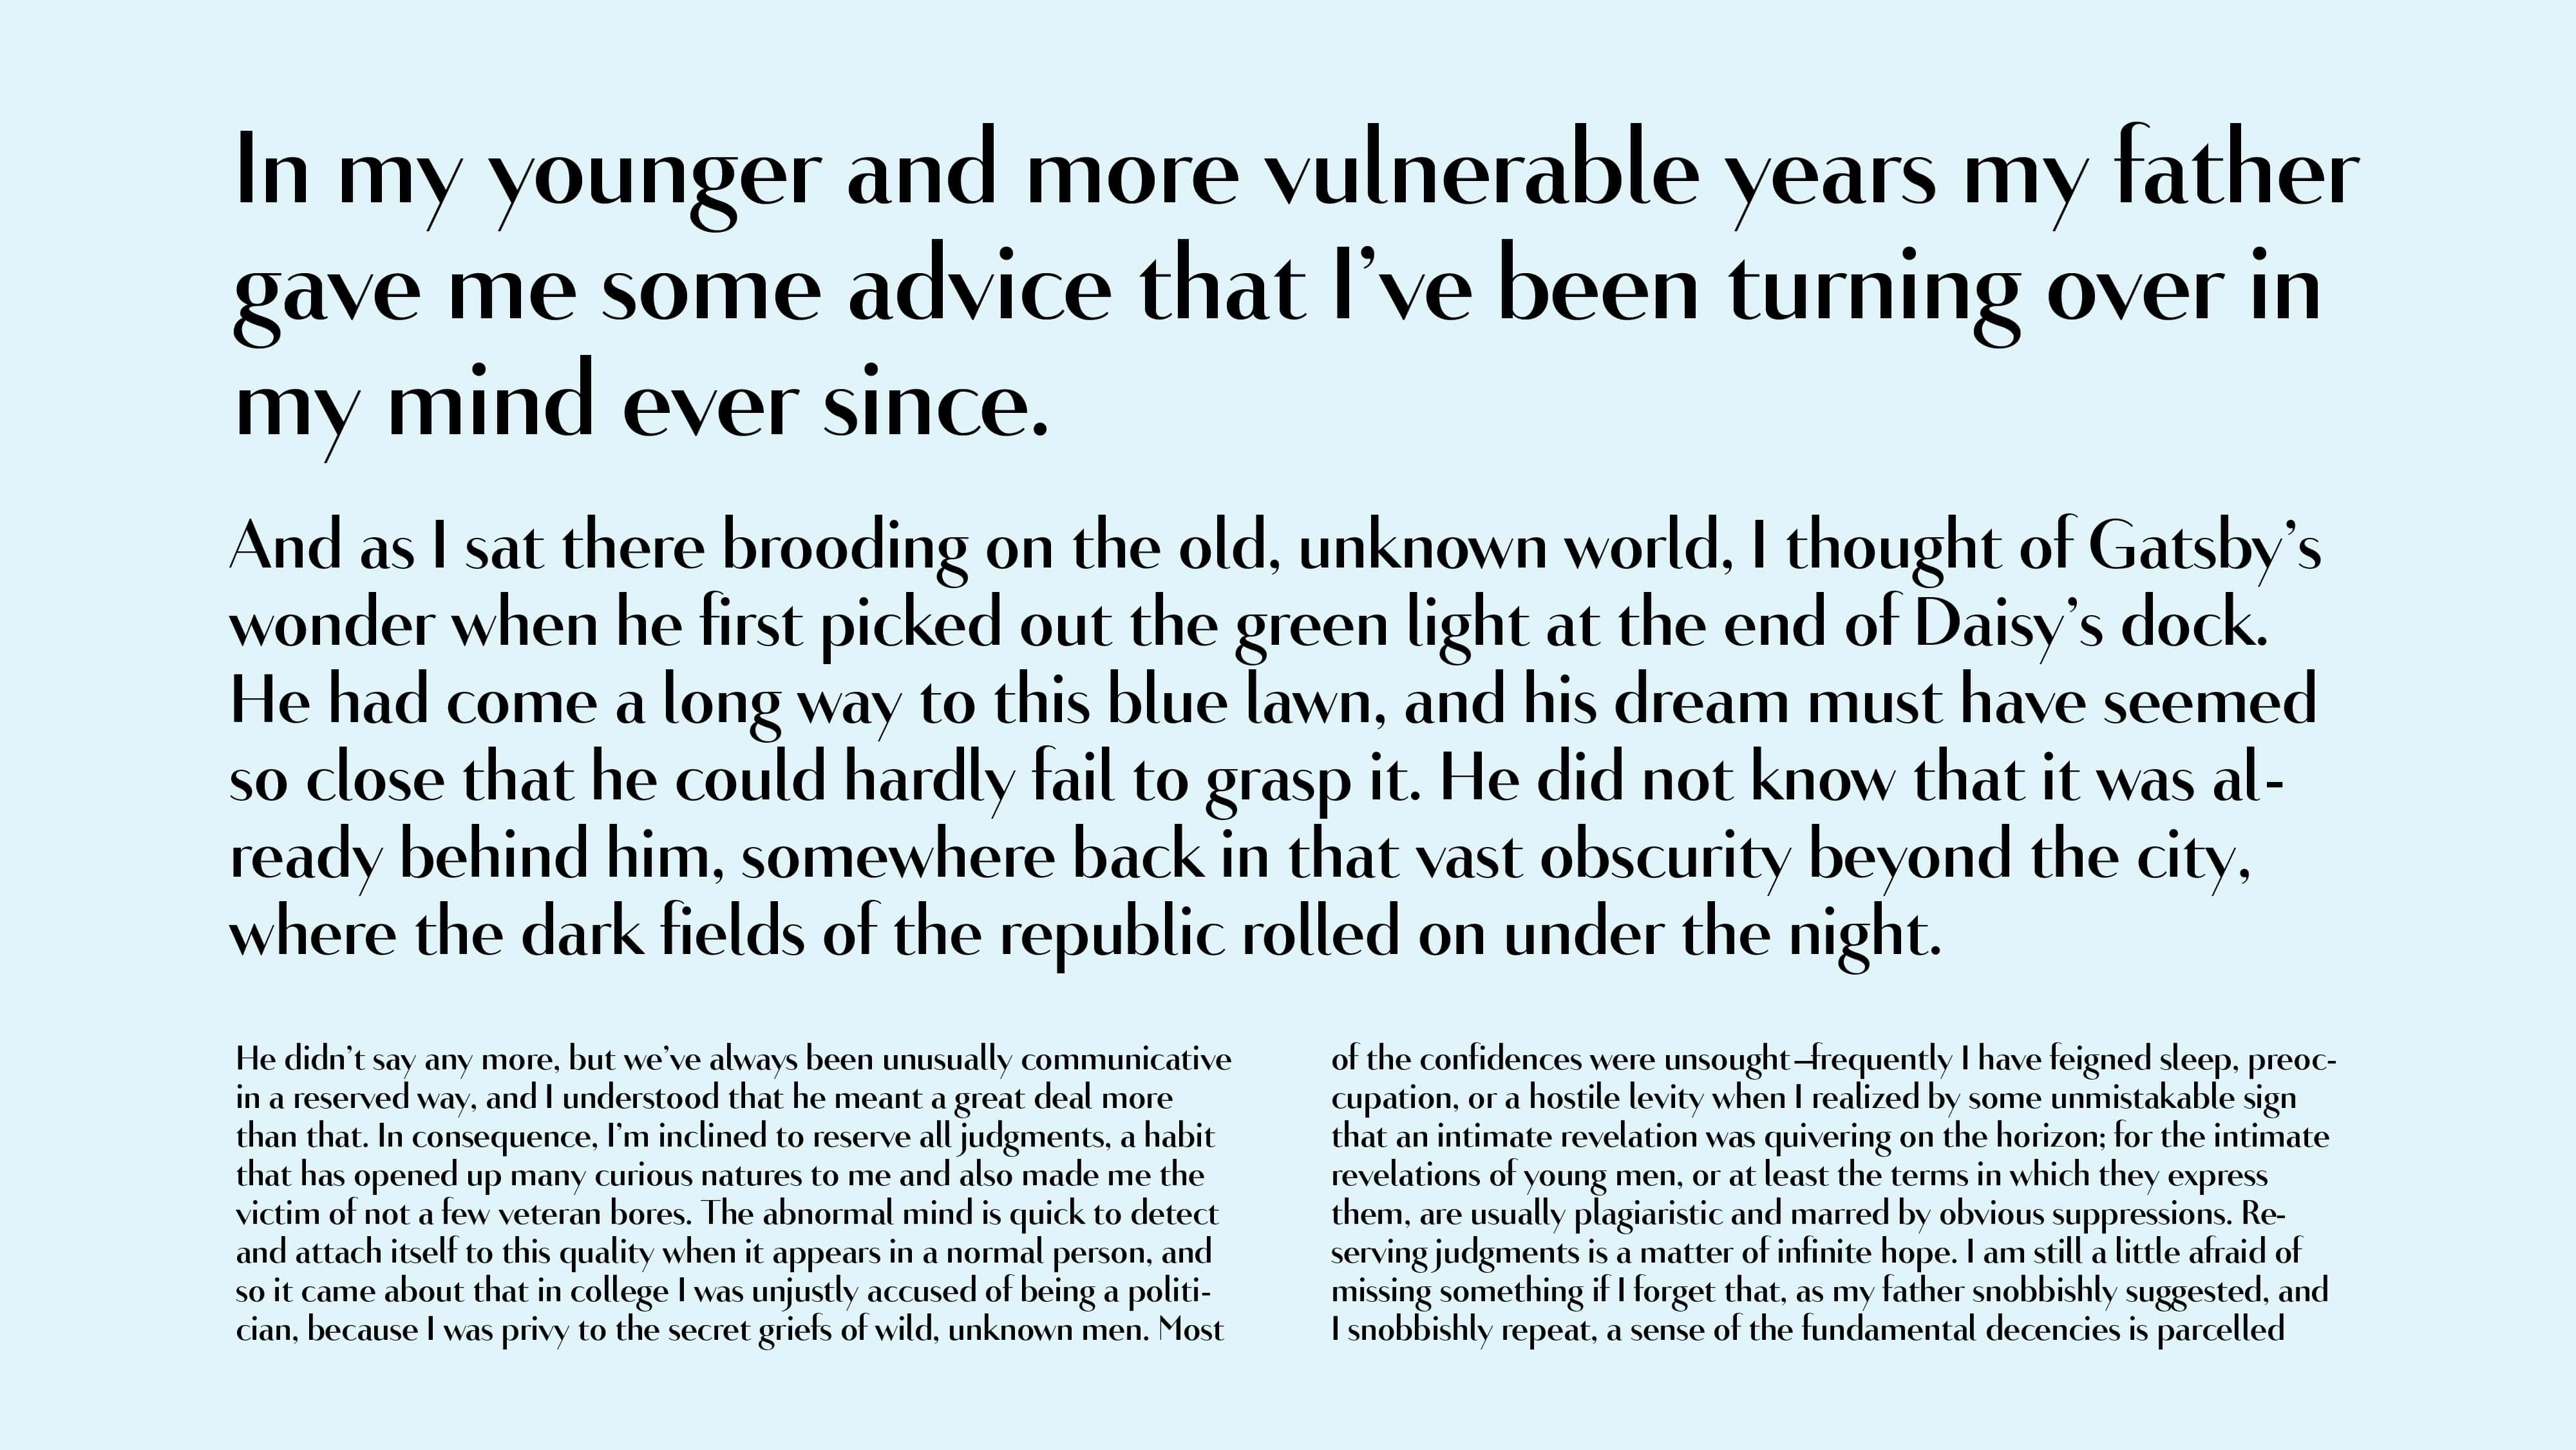 In my younger and more vulnerable years my father
gave me some advice that I’ve been turning over in
my mind ever since.
And as I sat there brooding on the old, unknown world, I thought of Gatsby’s
wonder when he first picked out the green light at the end of Daisy’s dock.
He had come a long way to this blue lawn, and his dream must have seemed
so close that he could hardly fail to grasp it. He did not know that it was al-
ready behind him, somewhere back in that vast obscurity beyond the city,
where the dark fields of the republic rolled on under the night.
He didn’t say any more, but we’ve always been unusually communicative
in a reserved way, and I understood that he meant a great deal more
than that. In consequence, I’m inclined to reserve all judgments, a habit
that has opened up many curious natures to me and also made me the
victim of not a few veteran bores. The abnormal mind is quick to detect
and attach itself to this quality when it appears in a normal person, and
so it came about that in college I was unjustly accused of being a politi-
cian, because I was privy to the secret griefs of wild, unknown men. Most
of the confidences were unsought—frequently I have feigned sleep, preoc-
cupation, or a hostile levity when I realized by some unmistakable sign
that an intimate revelation was quivering on the horizon; for the intimate
revelations of young men, or at least the terms in which they express
them, are usually plagiaristic and marred by obvious suppressions. Re-
serving judgments is a matter of infinite hope. I am still a little afraid of
missing something if I forget that, as my father snobbishly suggested, and
I snobbishly repeat, a sense of the fundamental decencies is parcelled